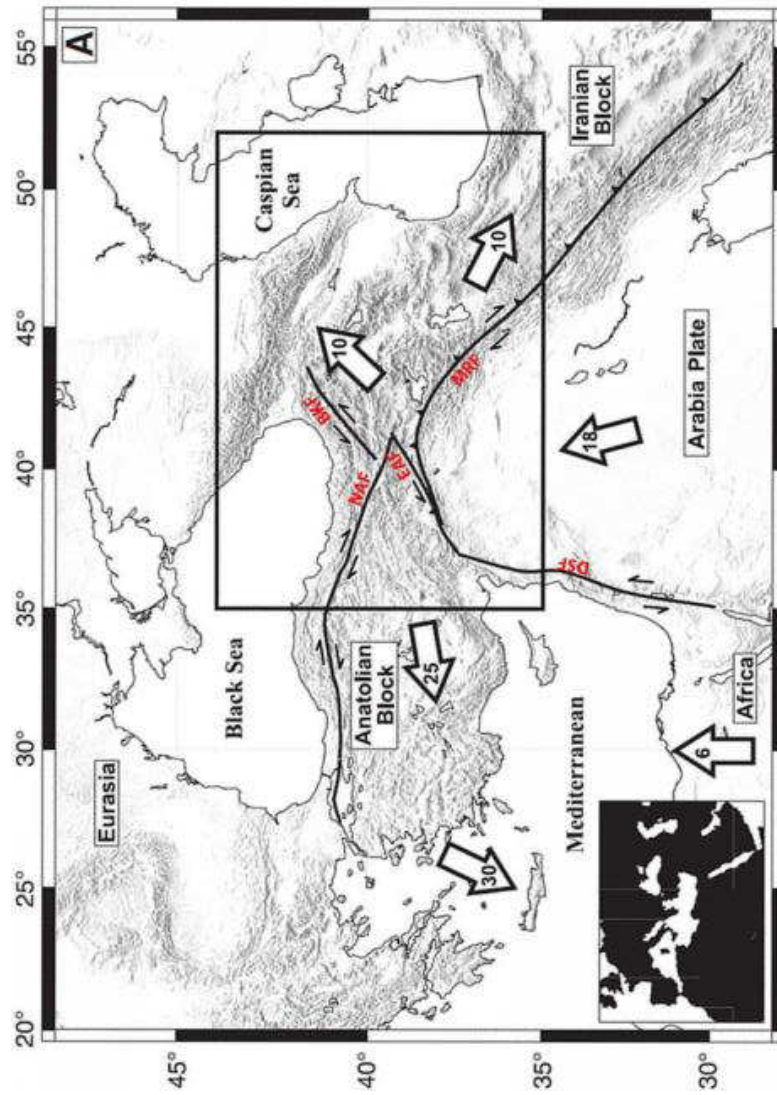 A
Eurasia
Black Sea
Caspian
Sea
Anatolian
Block
Iranian
Block
Arabia Plate
Mediterranean
Africa
NAF
BKF
EAF
MRF
DSF
30
25
10
10
18
6
20°
25°
30°
35°
40°
45°
50°
55°
45°
40°
35°
30°